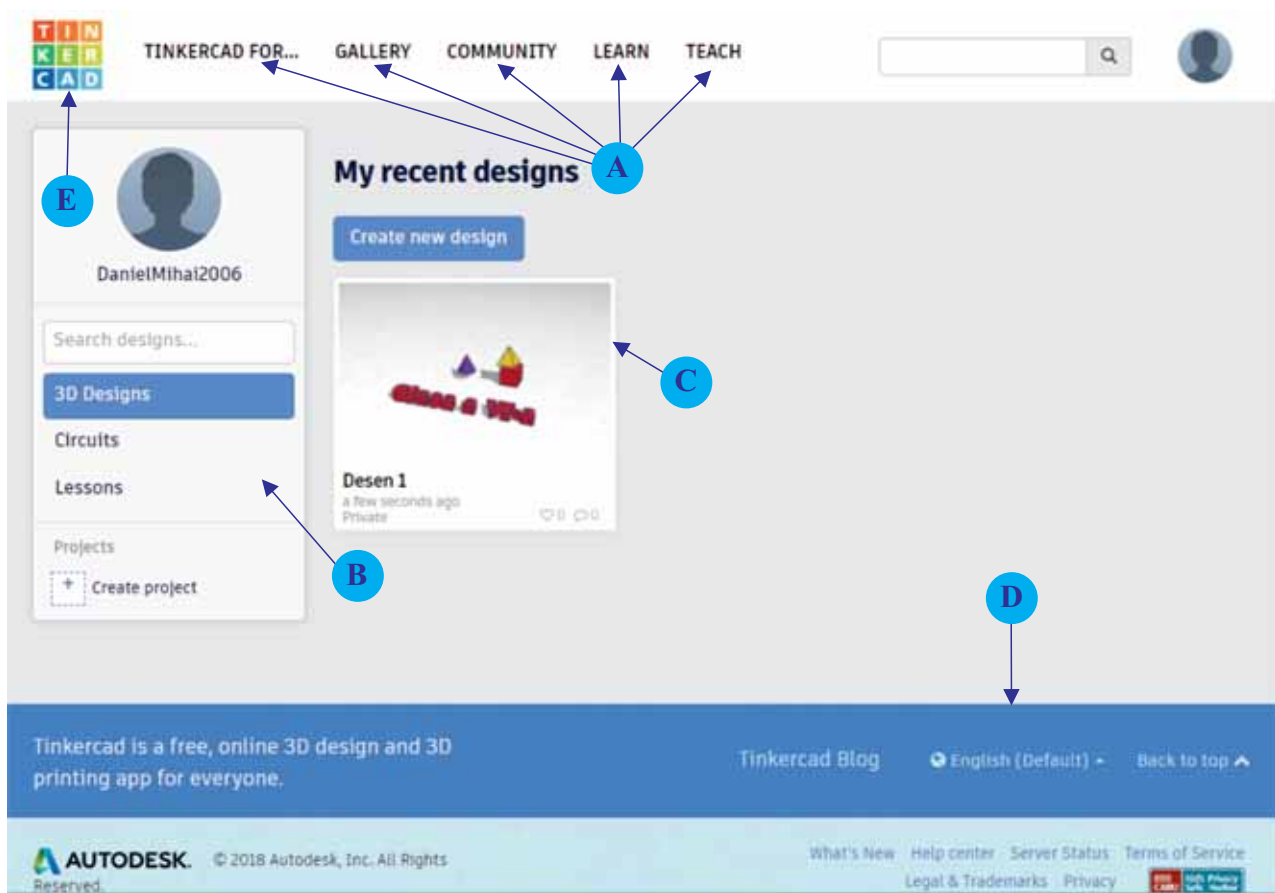 TINKERCAD
TINKERCAD FOR... GALLERY COMMUNITY LEARN TEACH
A
E
My recent designs
Create new design
DanielMihai2006
Search designs...
3D Designs
Circuits
Lessons
Projects
+ Create project
C
Desen 1
a few seconds ago
Private
0 0
B
D
Tinkercad is a free, online 3D design and 3D
printing app for everyone.
Tinkercad Blog English (Default) Back to top
AUTODESK. © 2018 Autodesk, Inc. All Rights
Reserved.
What's New Help center Server Status Terms of Service
Legal & Trademarks Privacy